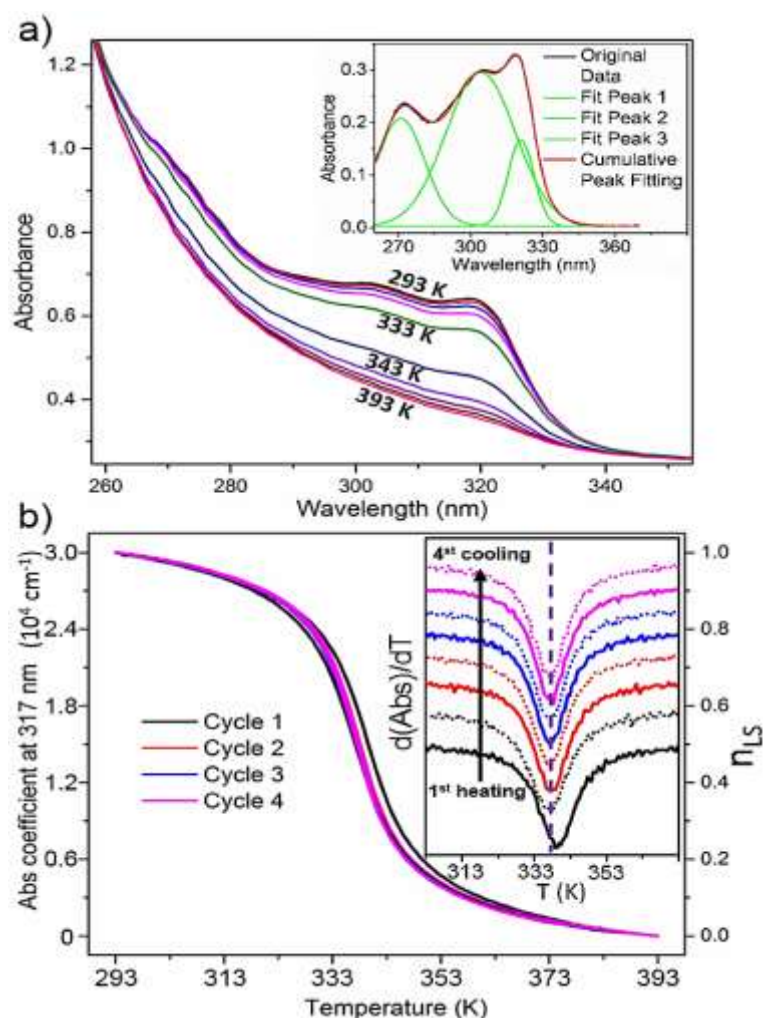 a)
1.2
1.0
0.8
0.6
0.4
Absorbance
260
280
300
320
340
Wavelength (nm)
293 K
333 K
343 K
393 K
0.3
0.2
0.1
0.0
Absorbance
270
300
330
360
Wavelength (nm)
Original
Data
Fit Peak 1
Fit Peak 2
Fit Peak 3
Cumulative
Peak Fitting
b)
3.0
2.4
1.8
1.2
0.6
0
Abs coefficient at 317 nm (10⁴ cm⁻¹)
Cycle 1
Cycle 2
Cycle 3
Cycle 4
293
313
333
353
373
393
Temperature (K)
4st cooling
1st heating
d(Abs)/dT
313
333
353
T (K)
1.0
0.8
0.6
0.4
0.2
0.0
nLS